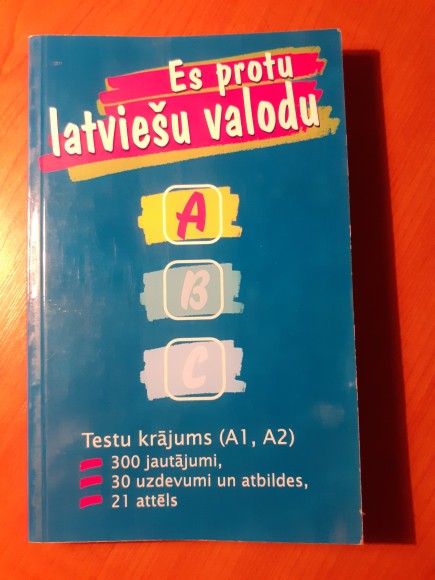 Es protu
latviešu valodu
A
B
C
Testu krājums (A1, A2)
300 jautājumi,
30 uzdevumi un atbildes,
21 attēls